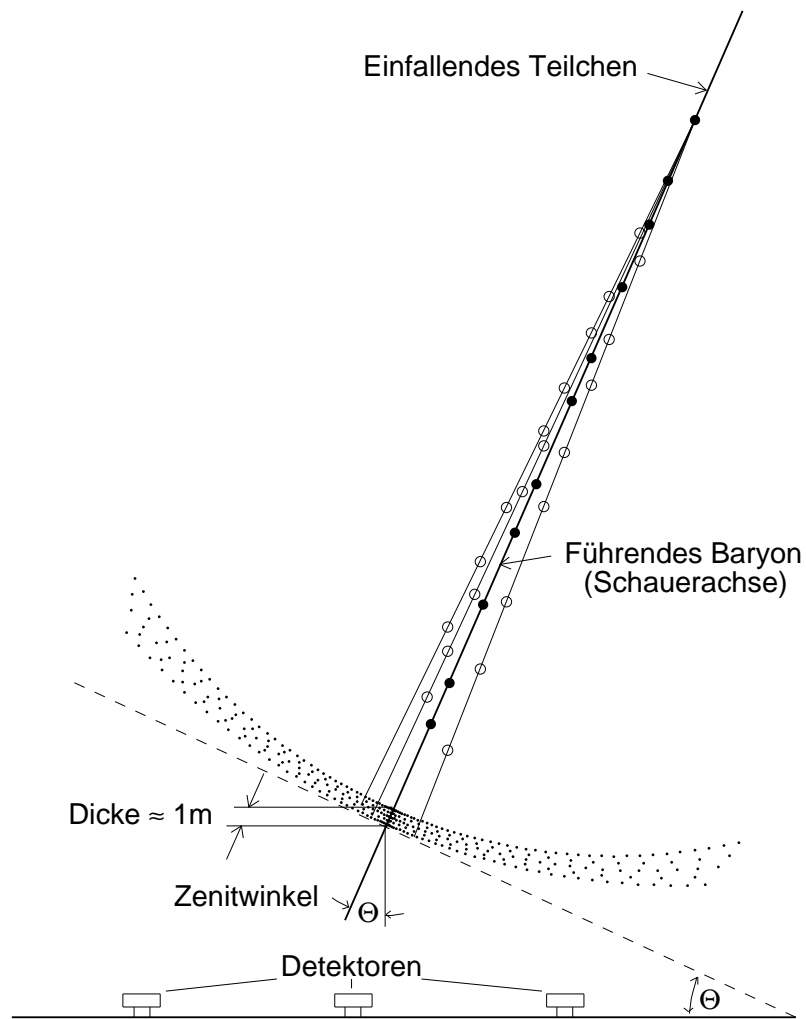 Einfallendes Teilchen
Führendes Baryon
(Schauerachse)
Dicke ≈ 1m
Zenitwinkel
Θ
Detektoren
Θ